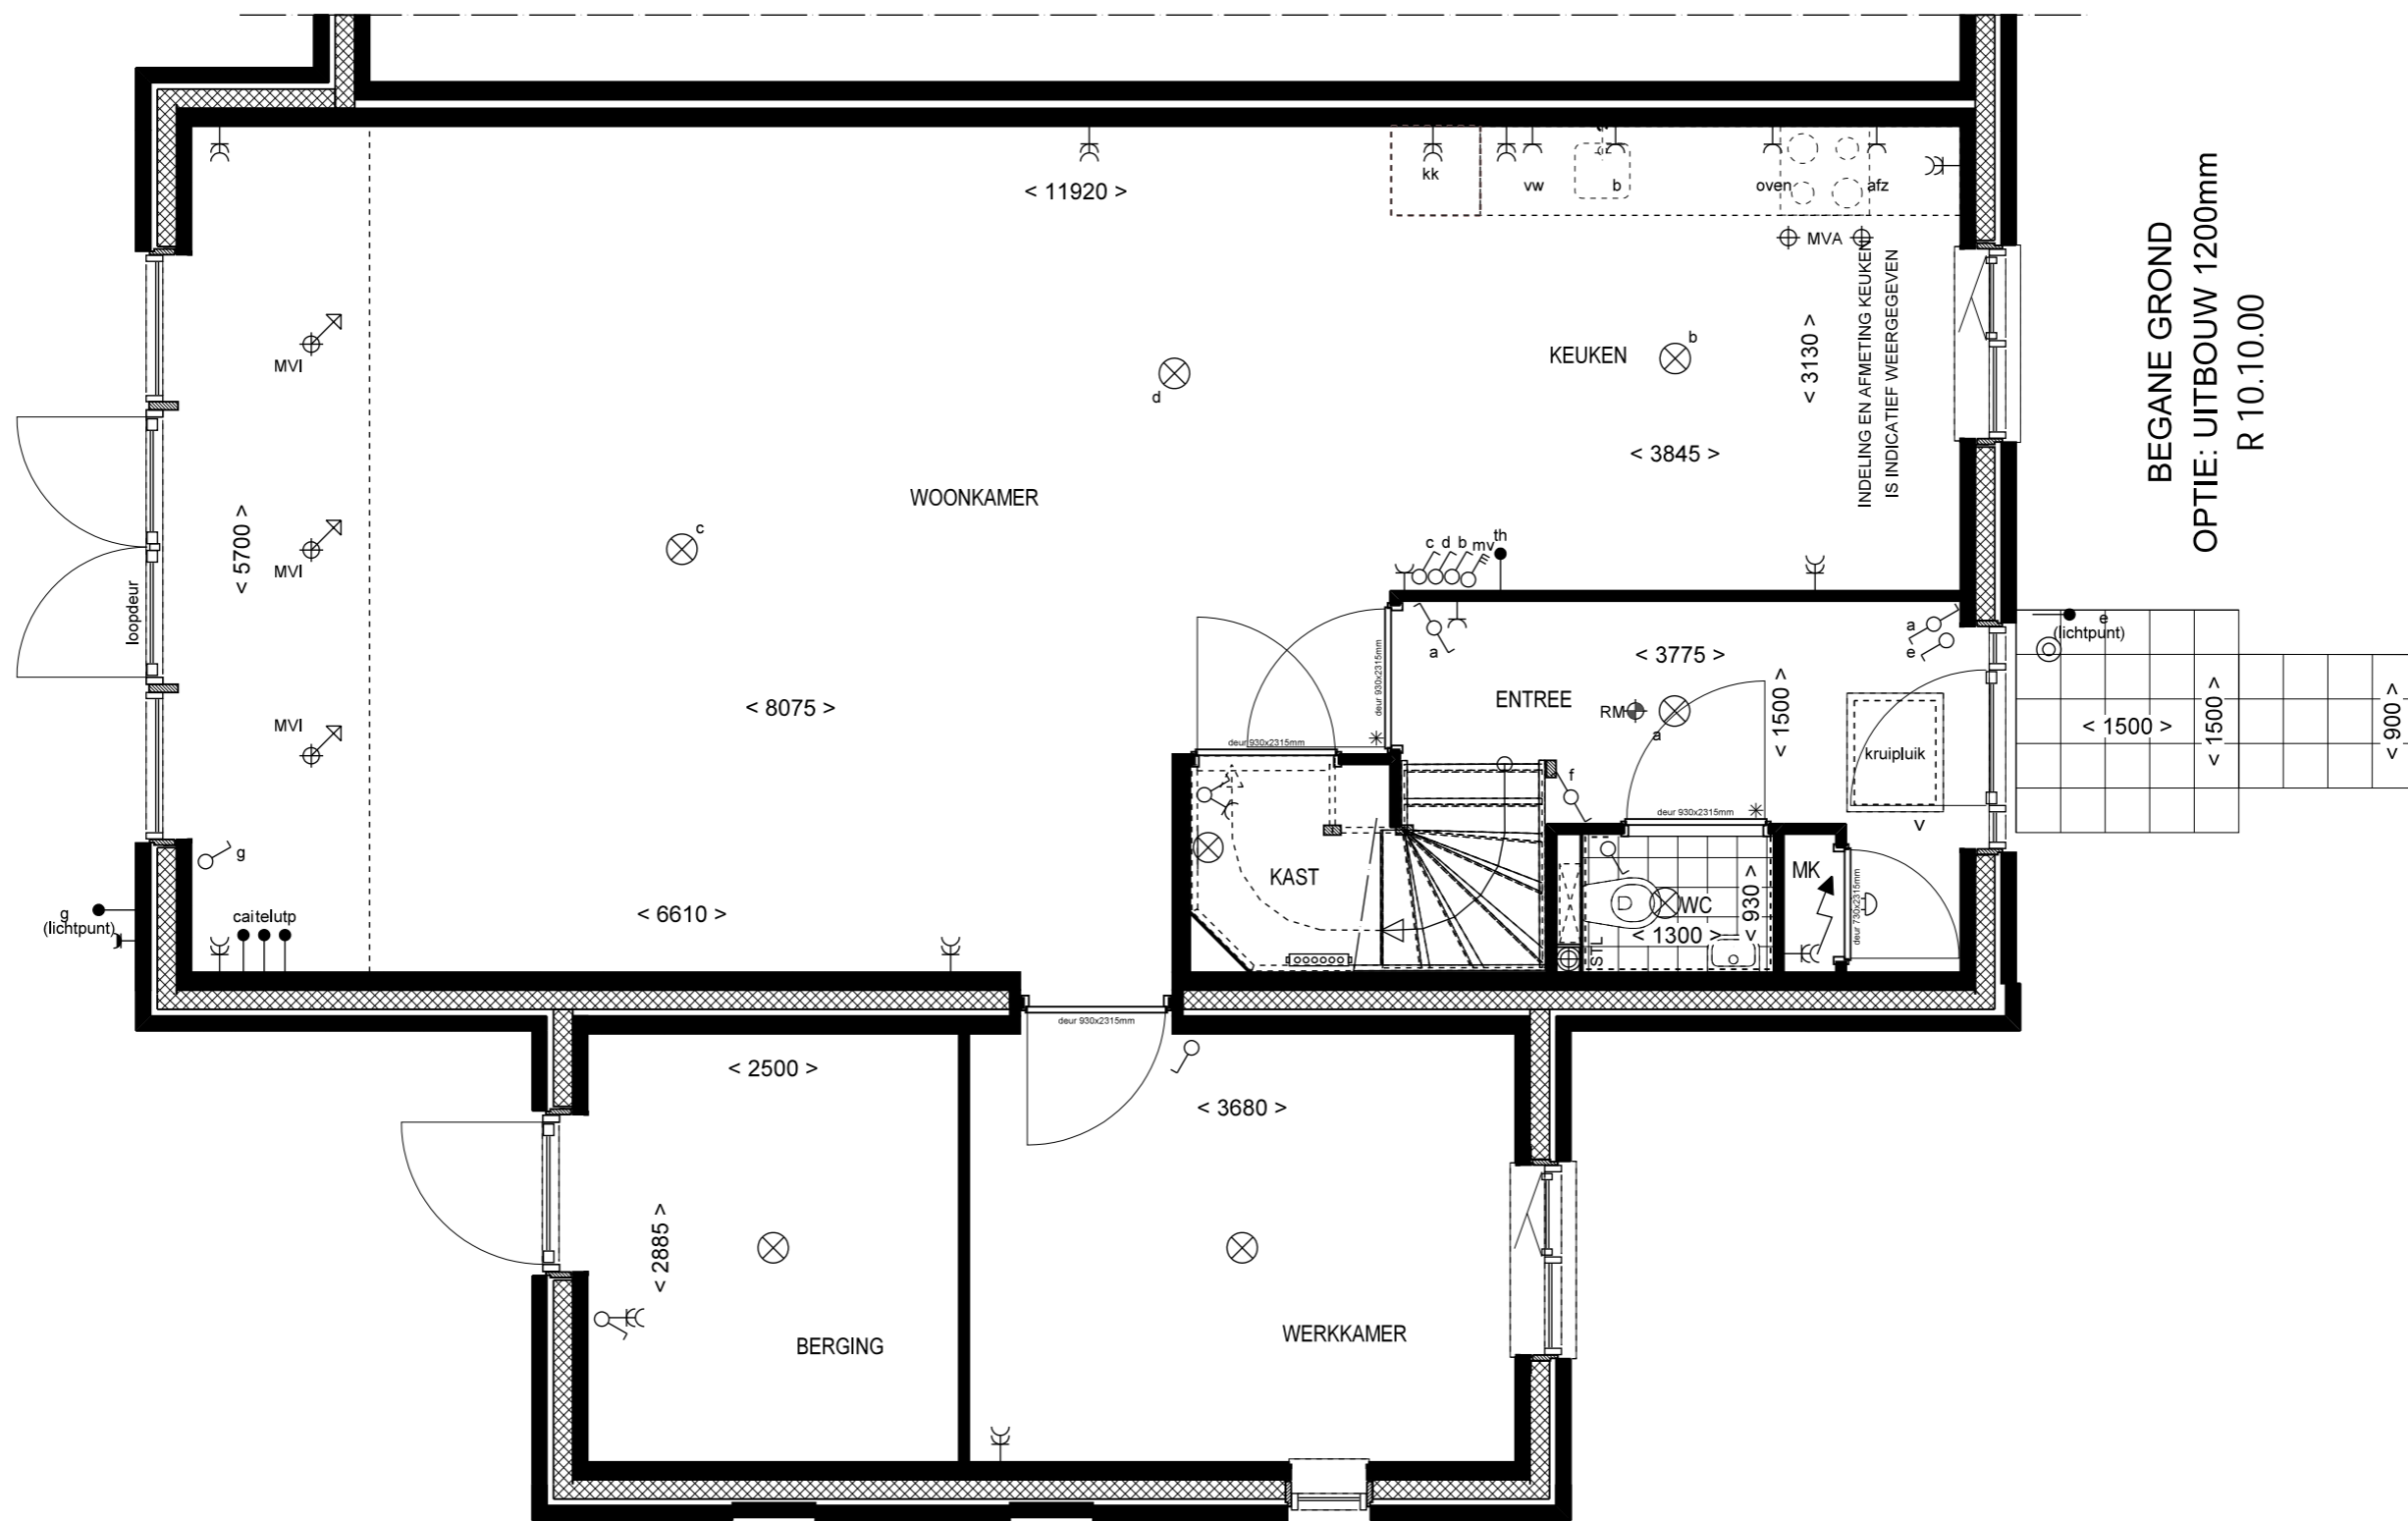 < 11920 >
kk
vw
b
oven
afz
MVA
INDELING EN AFMETING KEUKEN
IS INDICATIEF WEERGEGEVEN
BEGANE GROND
OPTIE: UITBOUW 1200mm
R 10.10.00
MVI
d
KEUKEN
b
< 3130 >
< 3845 >
WOONKAMER
c
< 5700 >
MVI
loopdeur
c d b mv th
a
deur 930x2315mm
< 3775 >
a
e
e
(lichtpunt)
ENTREE
RM
a
< 1500 >
< 1500 >
< 1500 >
< 900 >
kruipluik
v
MVI
< 8075 >
deur 930x2315mm
f
deur 930x2315mm
g
KAST
MK
deur 730x2315mm
WC
< 930 >
< 1300 >
STL
g
(lichtpunt)
caitelutp
< 6610 >
deur 930x2315mm
< 2500 >
< 3680 >
< 2885 >
BERGING
WERKKAMER